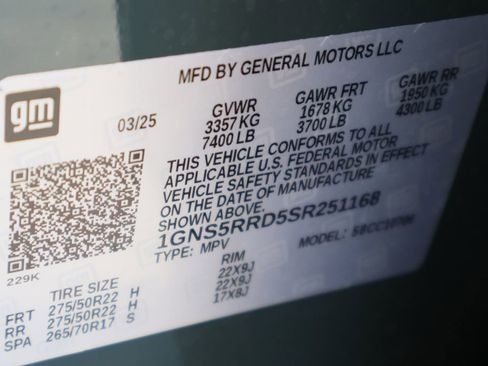 MFD BY GENERAL MOTORS LLC
gm
03/25
GVWR
3357 KG
7400 LB
GAWR FRT
1678 KG
3700 LB
GAWR RR
1950 KG
4300 LB
THIS VEHICLE CONFORMS TO ALL
APPLICABLE U.S. FEDERAL MOTOR
VEHICLE SAFETY STANDARDS IN EFFECT
ON THE DATE OF MANUFACTURE
SHOWN ABOVE.
1GNS5RRD5SR251168
TYPE: MPV
MODEL:
229K
TIRE SIZE
RIM
FRT 275/50R22 H 22X9J
RR 275/50R22 H 22X9J
SPA 265/70R17 S 17X8J